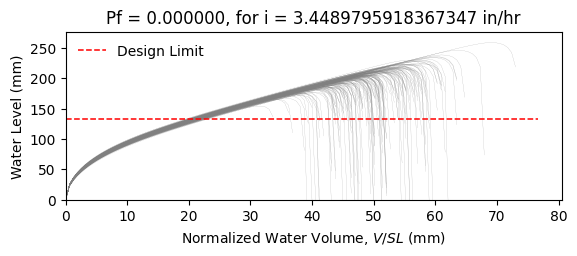 Pf = 0.000000, for i = 3.4489795918367347 in/hr
Design Limit
Water Level (mm)
250
200
150
100
50
0
0 10 20 30 40 50 60 70 80
Normalized Water Volume, V/SL (mm)